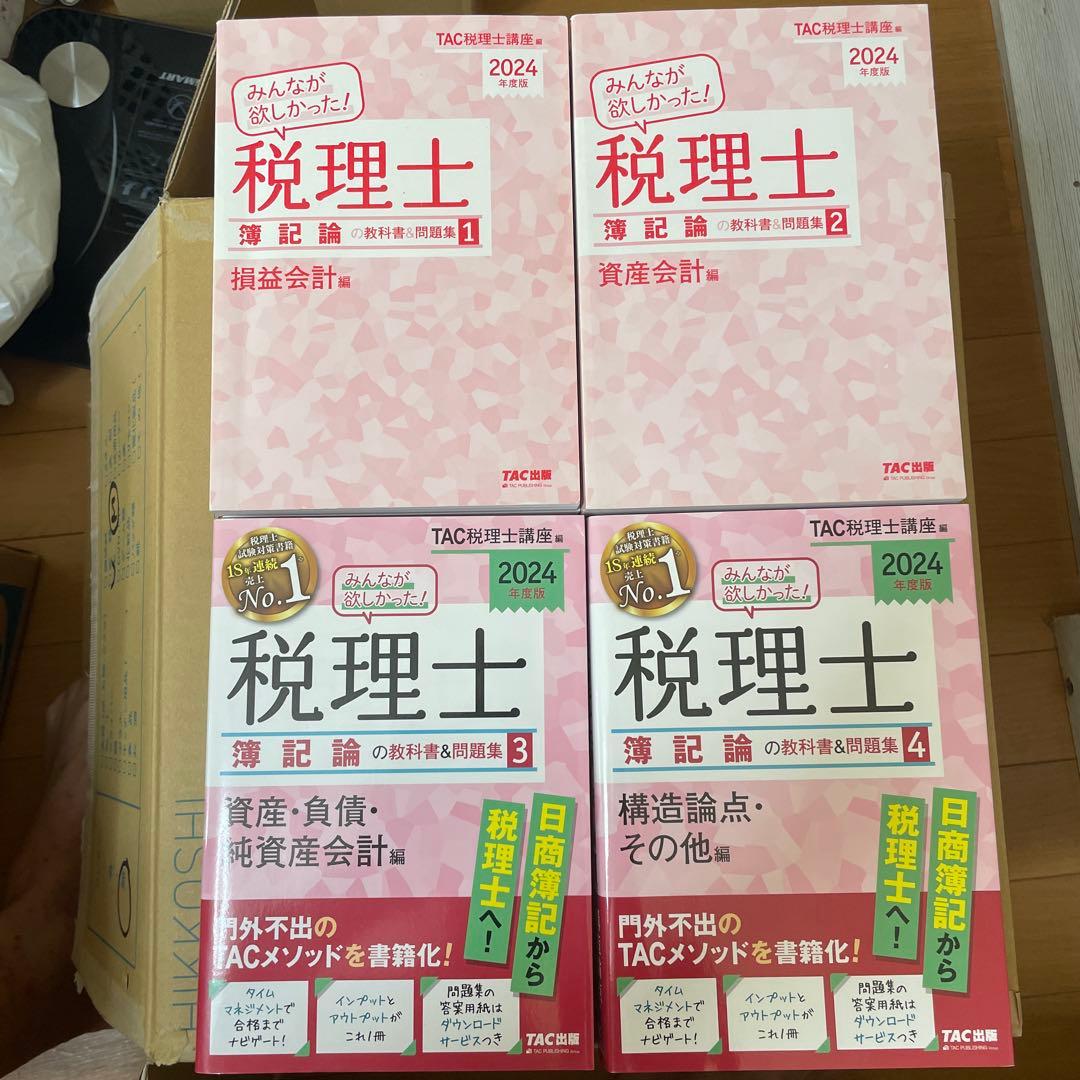 TAC税理士講座 編
2024
年度版
みんなが
欲しかった!
税理士
簿記論 の教科書&問題集 1
損益会計 編
TAC出版
TAC PUBLISHING Group
TAC税理士講座 編
2024
年度版
みんなが
欲しかった!
税理士
簿記論 の教科書&問題集 2
資産会計 編
TAC出版
TAC PUBLISHING Group
税理士
試験対策書籍
18年連続
売上
No.1
TAC税理士講座 編
2024
年度版
みんなが
欲しかった!
税理士
簿記論 の教科書&問題集 3
資産・負債・
純資産会計 編
日商簿記から
税理士へ!
門外不出の
TACメソッドを書籍化!
タイム
マネジメントで
合格まで
ナビゲート!
インプットと
アウトプットが
これ1冊
問題集の
答案用紙は
ダウンロード
サービスつき
TAC出版
TAC PUBLISHING Group
税理士
試験対策書籍
18年連続
売上
No.1
TAC税理士講座 編
2024
年度版
みんなが
欲しかった!
税理士
簿記論 の教科書&問題集 4
構造論点・
その他 編
日商簿記から
税理士へ!
門外不出の
TACメソッドを書籍化!
タイム
マネジメントで
合格まで
ナビゲート!
インプットと
アウトプットが
これ1冊
問題集の
答案用紙は
ダウンロード
サービスつき
TAC出版
TAC PUBLISHING Group